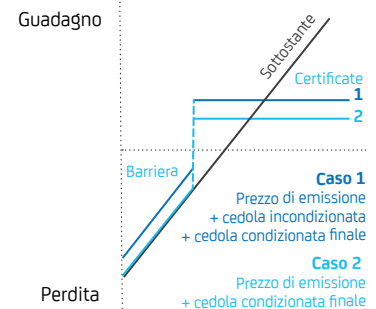 Guadagno
Sottostante
Certificate
1
2
Barriera
Caso 1
Prezzo di emissione
+ cedola incondizionata
+ cedola condizionata finale
Caso 2
Prezzo di emissione
+ cedola condizionata finale
Perdita